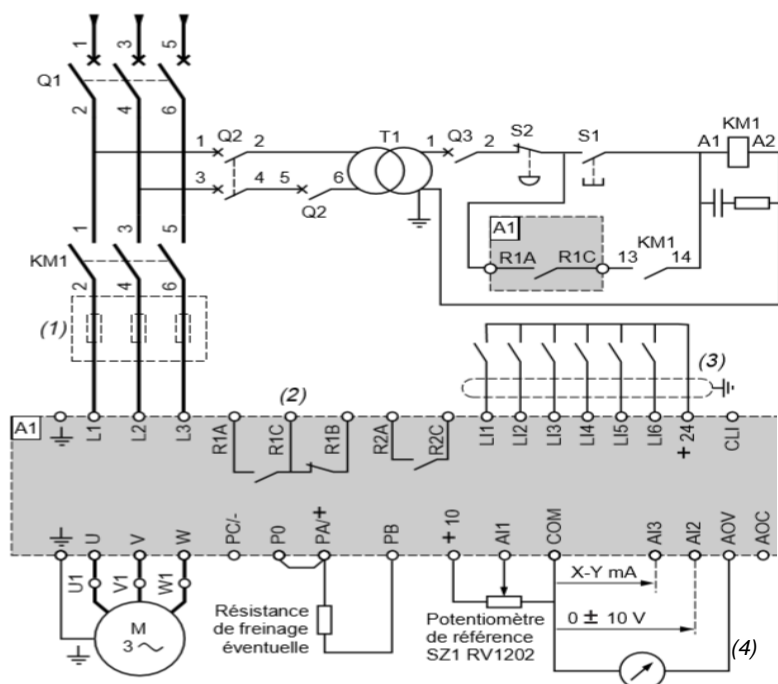 1 3 5
Q1
2 4 6
1 Q2 2
3 4 5 6
Q2
T1
1 Q3 2 S2 S1 A1 KM1 A2
A1
R1A R1C 13 KM1 14
1 3 5
KM1
2 4 6
(1)
(2)
(3)
A1
L1 L2 L3 R1A R1C R1B R2A R2C LI1 LI2 LI3 LI4 LI5 LI6 + 24 CLI
U V W PC/- P0 PA/+ PB + 10 AI1 COM AI3 AI2 AOV AOC
U1 V1 W1
M
3 ~
Résistance
de freinage
éventuelle
Potentiomètre
de référence
SZ1 RV1202
X-Y mA
0 ± 10 V
(4)